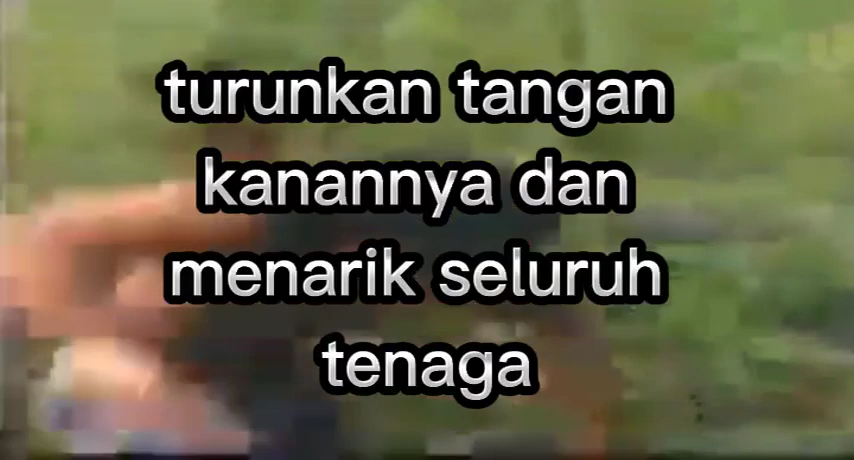 turunkan tangan
kanannya dan
menarik seluruh
tenaga